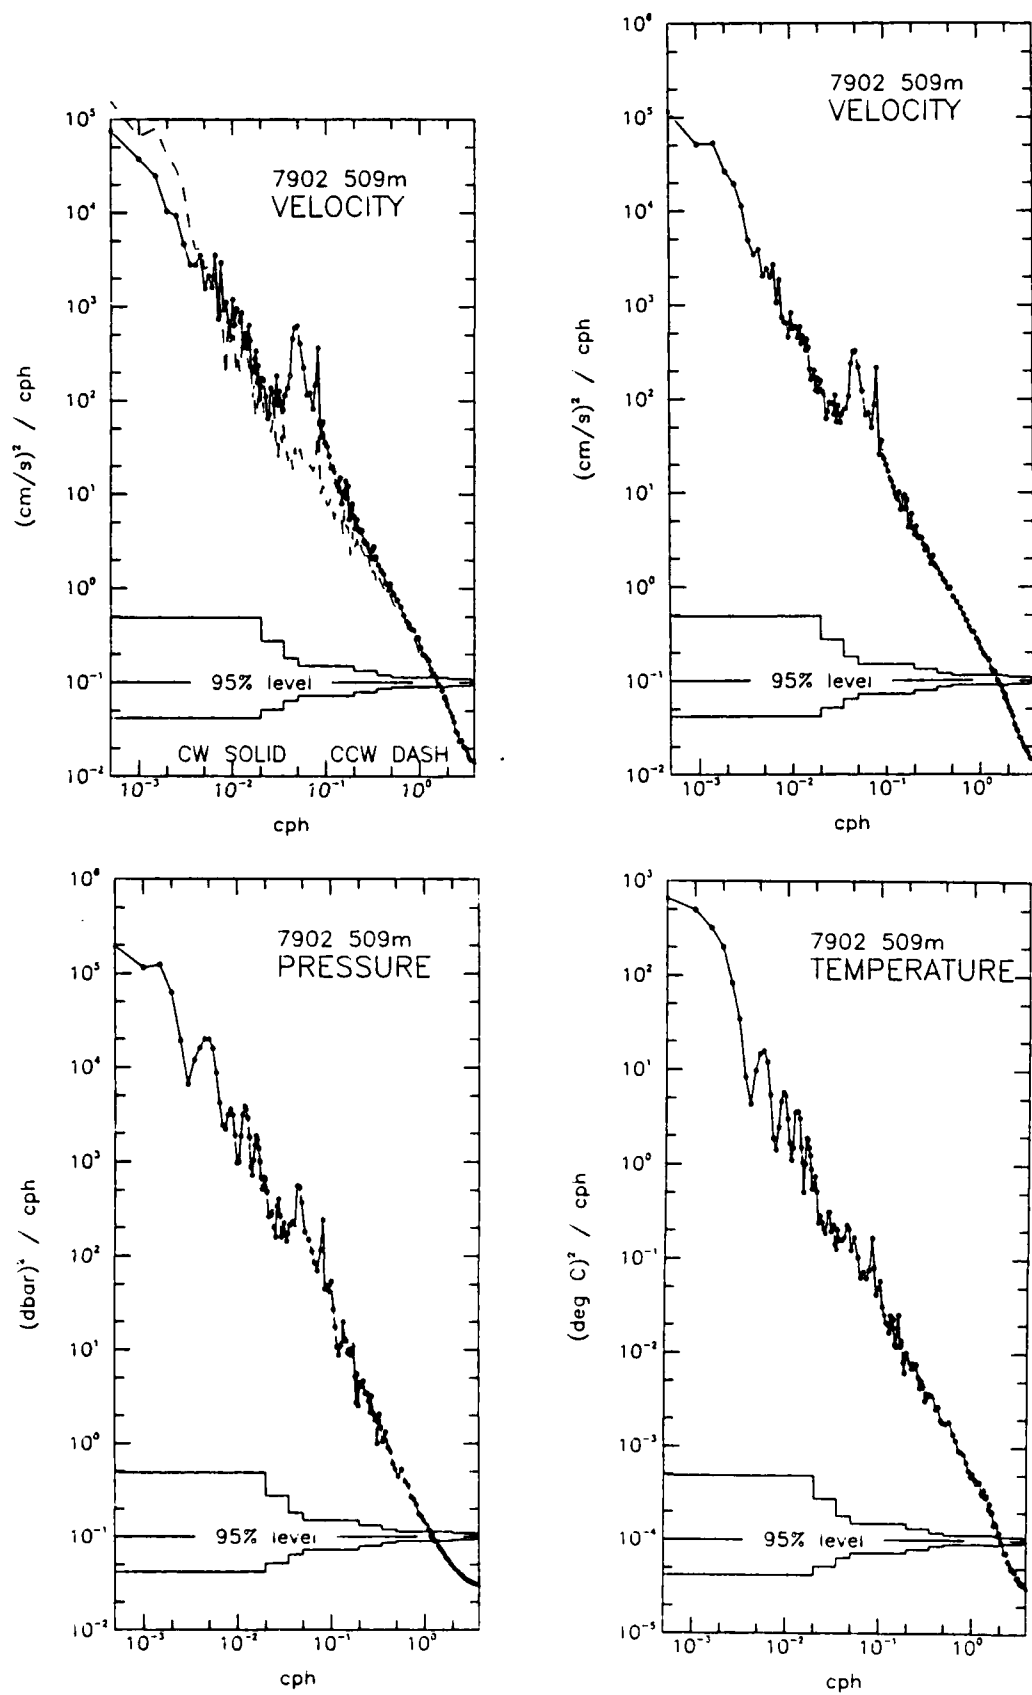 7902 509m
VELOCITY
(cm/s)² / cph
10⁵
10⁴
10³
10²
10¹
10⁰
10⁻¹
10⁻²
95% level
CW SOLID CCW DASH
10⁻³ 10⁻² 10⁻¹ 10⁰
cph
7902 509m
VELOCITY
(cm/s)² / cph
10⁶
10⁵
10⁴
10³
10²
10¹
10⁰
10⁻¹
10⁻²
95% level
10⁻³ 10⁻² 10⁻¹ 10⁰
cph
7902 509m
PRESSURE
(dbar)² / cph
10⁶
10⁵
10⁴
10³
10²
10¹
10⁰
10⁻¹
10⁻²
95% level
10⁻³ 10⁻² 10⁻¹ 10⁰
cph
7902 509m
TEMPERATURE
(deg C)² / cph
10³
10²
10¹
10⁰
10⁻¹
10⁻²
10⁻³
10⁻⁴
10⁻⁵
95% level
10⁻³ 10⁻² 10⁻¹ 10⁰
cph